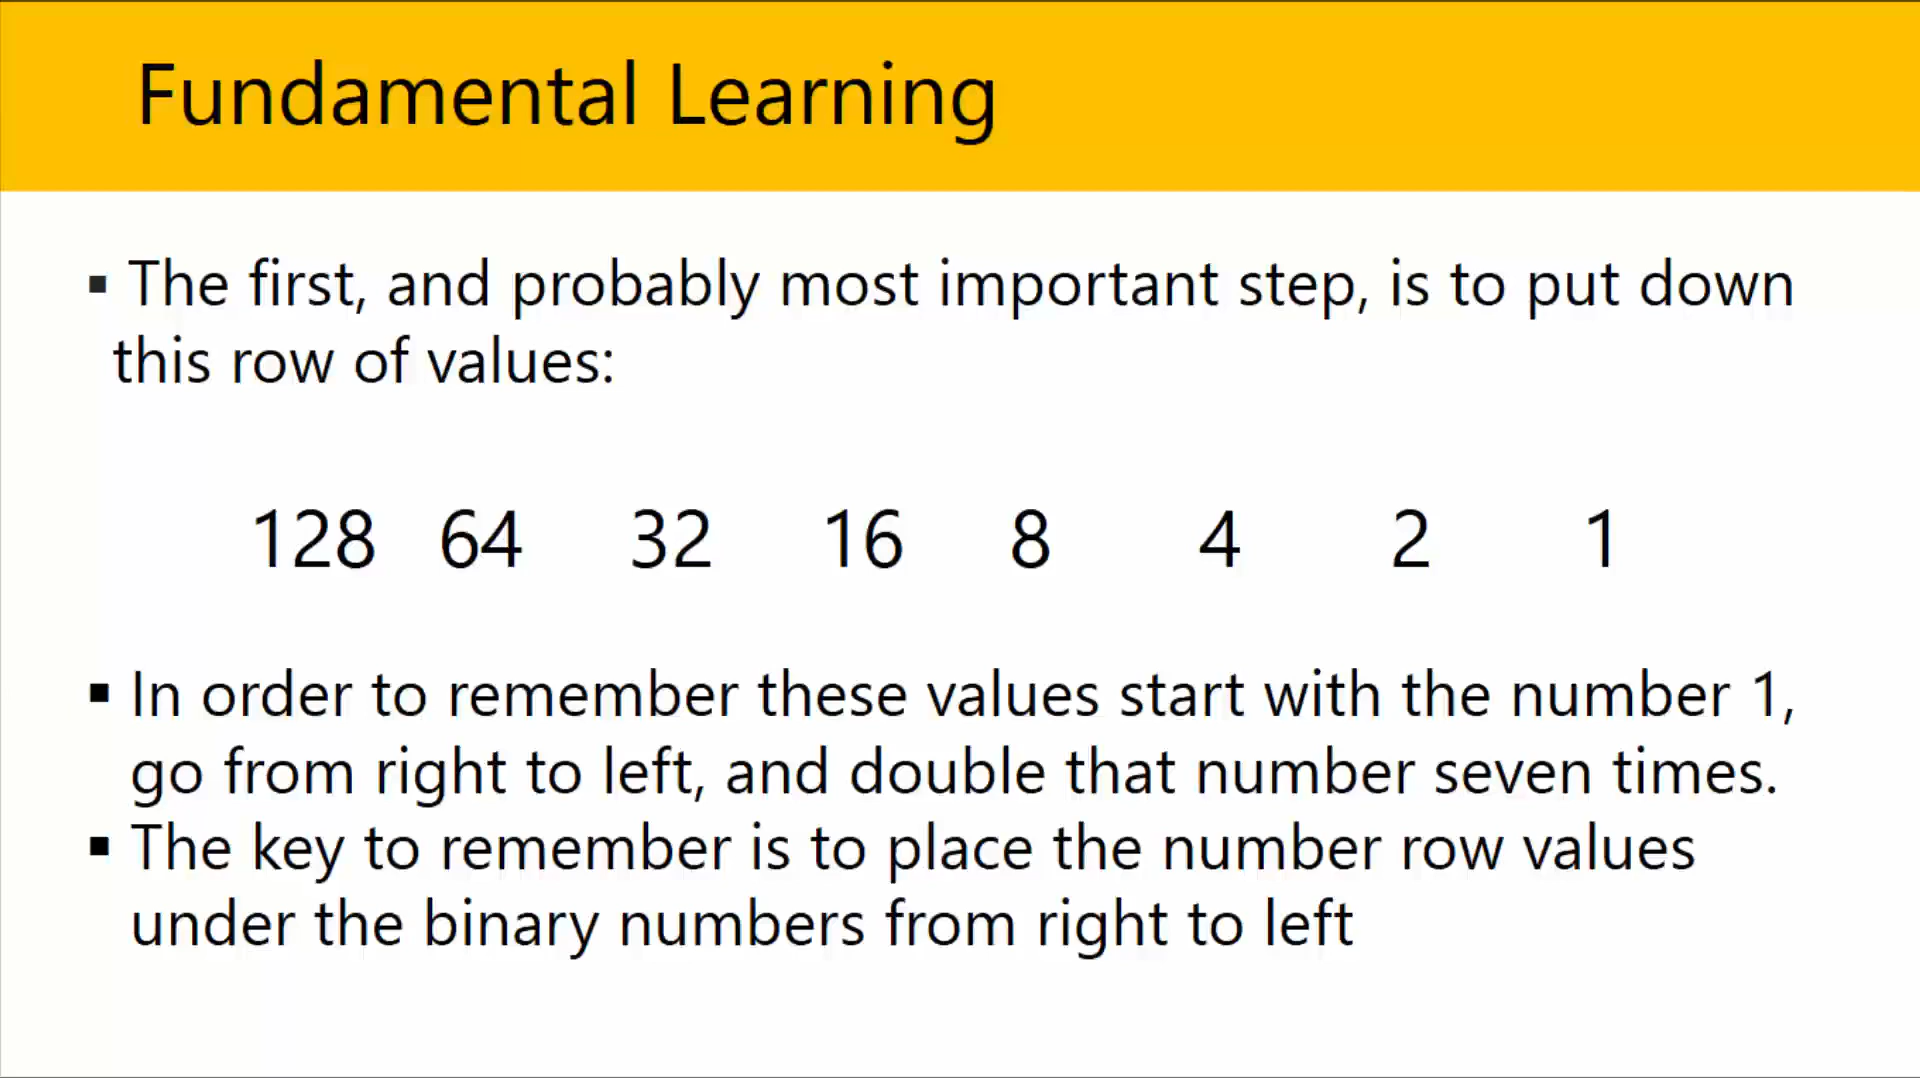 Fundamental Learning
▪ The first, and probably most important step, is to put down
this row of values:
128 64 32 16 8 4 2 1
▪ In order to remember these values start with the number 1,
go from right to left, and double that number seven times.
▪ The key to remember is to place the number row values
under the binary numbers from right to left